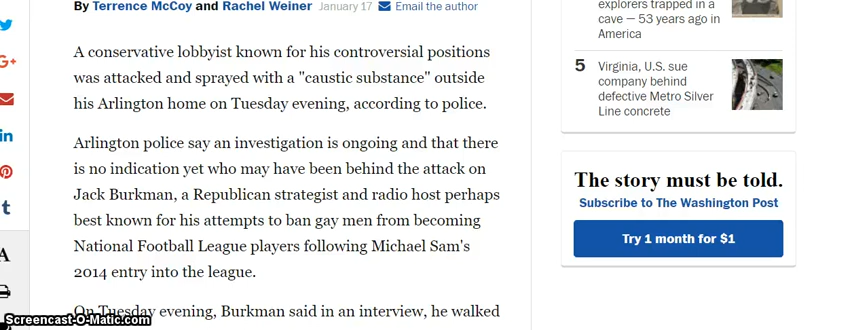 By Terrence McCoy and Rachel Weiner January 17 Email the author
A conservative lobbyist known for his controversial positions
was attacked and sprayed with a "caustic substance" outside
his Arlington home on Tuesday evening, according to police.
Arlington police say an investigation is ongoing and that there
is no indication yet who may have been behind the attack on
Jack Burkman, a Republican strategist and radio host perhaps
best known for his attempts to ban gay men from becoming
National Football League players following Michael Sam's
2014 entry into the league.
On Tuesday evening, Burkman said in an interview, he walked
explorers trapped in a
cave — 53 years ago in
America
5 Virginia, U.S. sue
company behind
defective Metro Silver
Line concrete
The story must be told.
Subscribe to The Washington Post
Try 1 month for $1
G+
in
t
A
Screencast-O-Matic.com